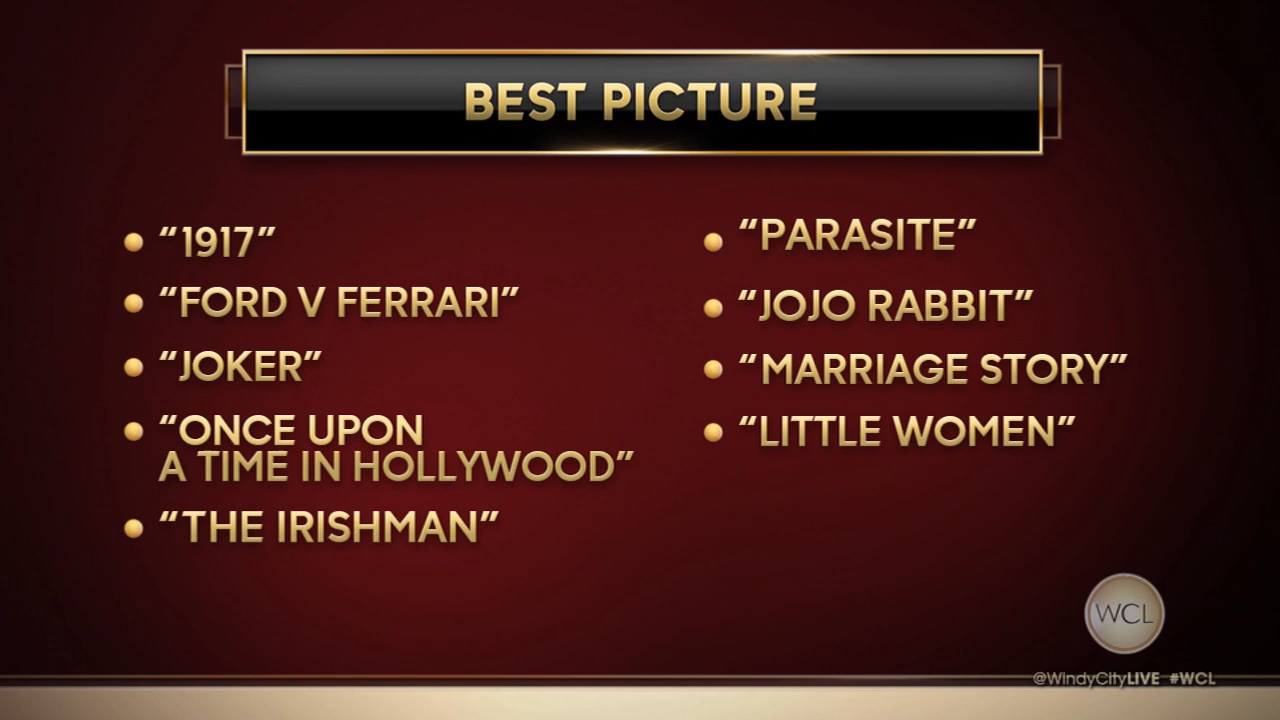 BEST PICTURE
“1917”
“FORD V FERRARI”
“JOKER”
“ONCE UPON
A TIME IN HOLLYWOOD”
“THE IRISHMAN”
“PARASITE”
“JOJO RABBIT”
“MARRIAGE STORY”
“LITTLE WOMEN”
WCL
@WindyCityLIVE #WCL